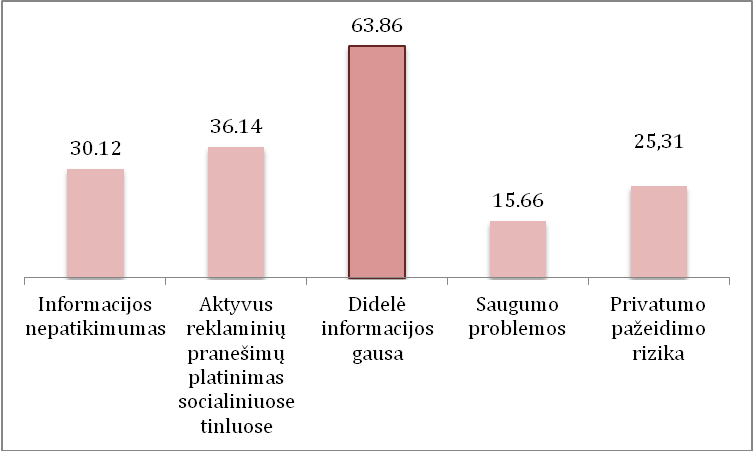 63.86
36.14
30.12
25,31
15.66
Informacijos
nepatikimumas
Aktyvus
reklaminių
pranešimų
platinimas
socialiniuose
tinluose
Didelė
informacijos
gausa
Saugumo
problemos
Privatumo
pažeidimo
rizika